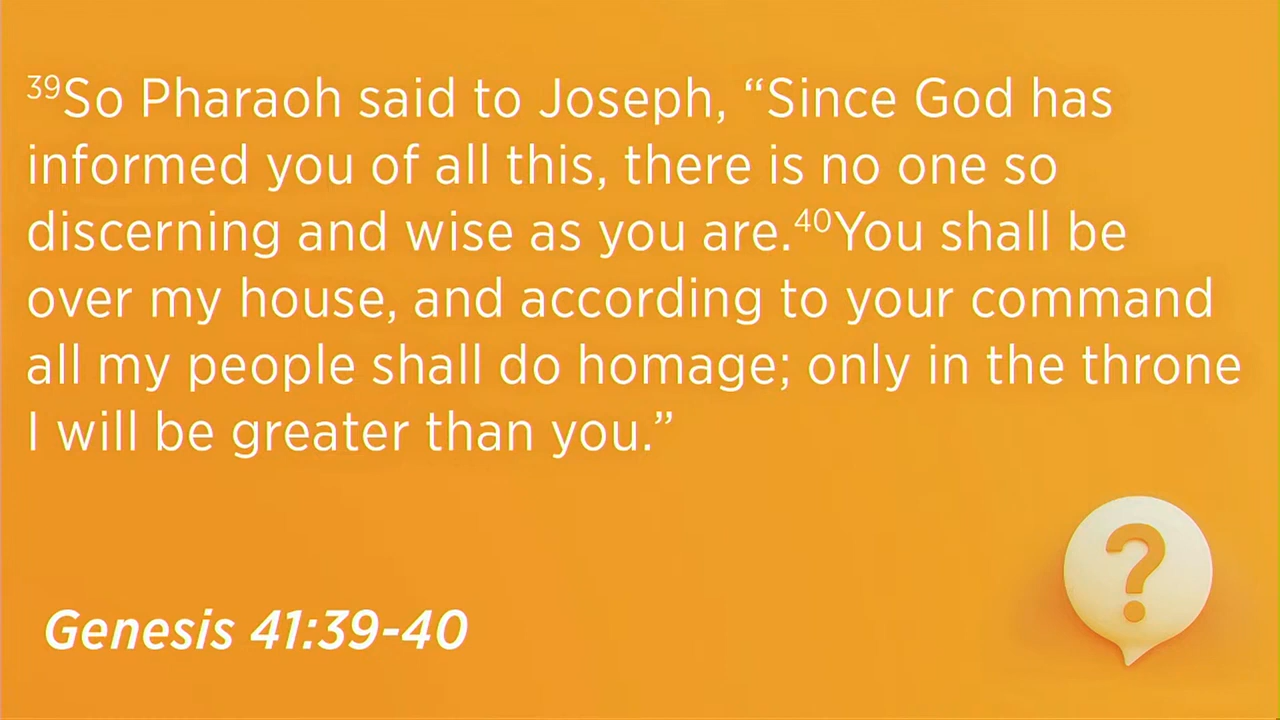 ³⁹So Pharaoh said to Joseph, “Since God has
informed you of all this, there is no one so
discerning and wise as you are.⁴⁰You shall be
over my house, and according to your command
all my people shall do homage; only in the throne
I will be greater than you.”
Genesis 41:39-40
?